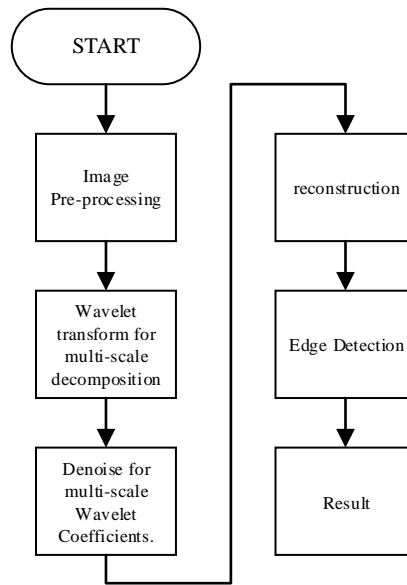 START
Image
Pre-processing
Wavelet
transform for
multi-scale
decomposition
Denoise for
multi-scale
Wavelet
Coefficients.
reconstruction
Edge Detection
Result